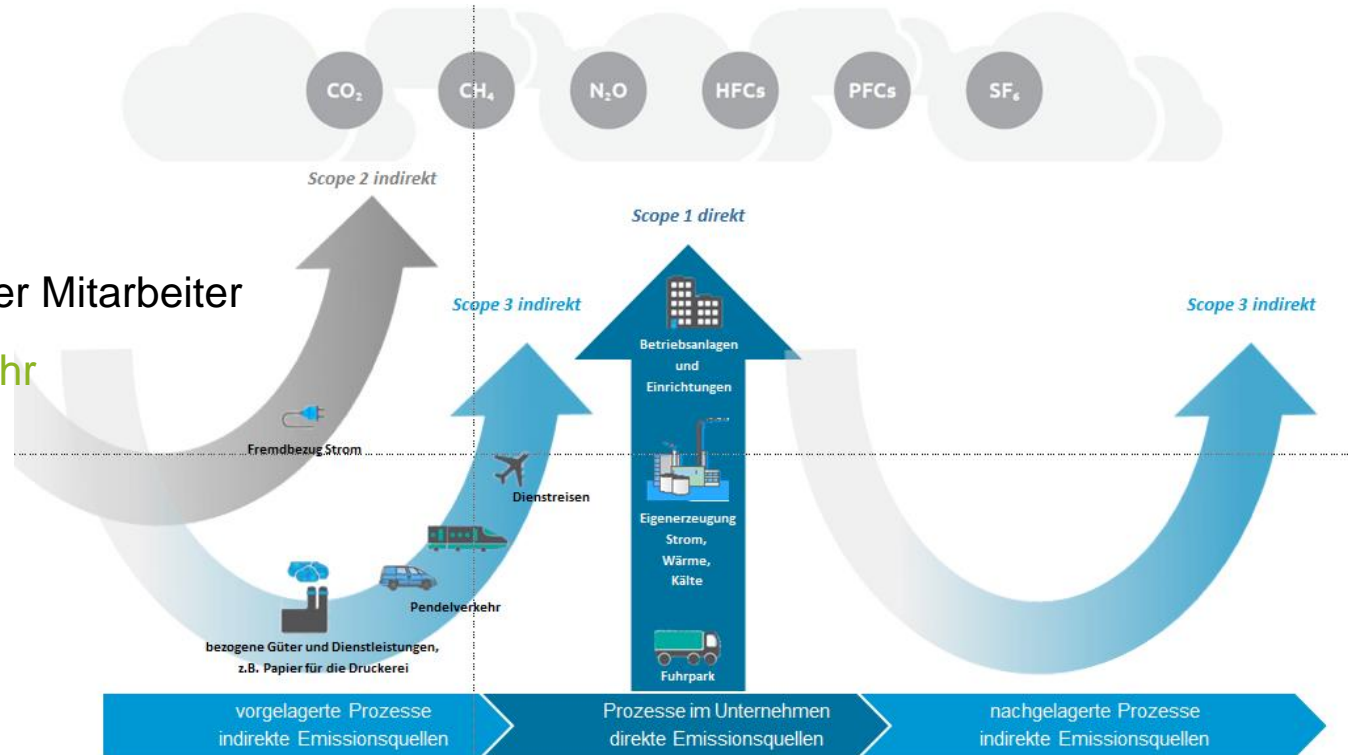 CO₂ CH₄ N₂O HFCs PFCs SF₆
Scope 2 indirekt
Scope 1 direkt
er Mitarbeiter
hr
Scope 3 indirekt
Scope 3 indirekt
Betriebsanlagen
und
Einrichtungen
Fremdbezug Strom
Dienstreisen
Eigenerzeugung
Strom,
Wärme,
Kälte
Pendelverkehr
bezogene Güter und Dienstleistungen,
z.B. Papier für die Druckerei
Fuhrpark
vorgelagerte Prozesse
indirekte Emissionsquellen
Prozesse im Unternehmen
direkte Emissionsquellen
nachgelagerte Prozesse
indirekte Emissionsquellen